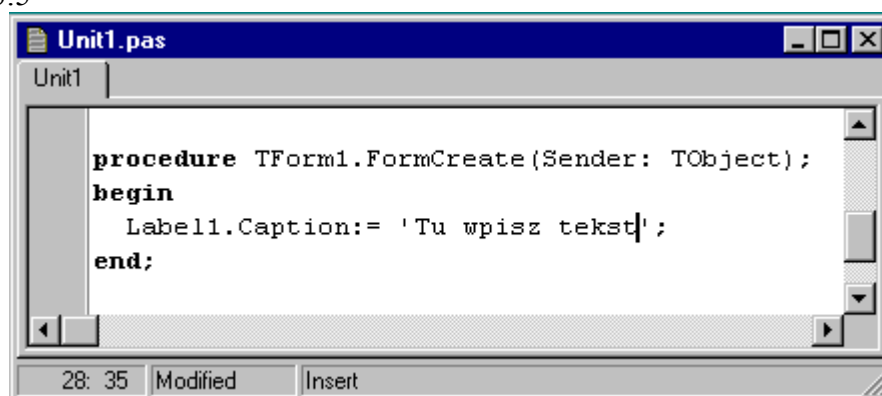 Unit1.pas
Unit1
procedure TForm1.FormCreate(Sender: TObject);
begin
Label1.Caption:= 'Tu wpisz tekst';
end;
28: 35 Modified Insert